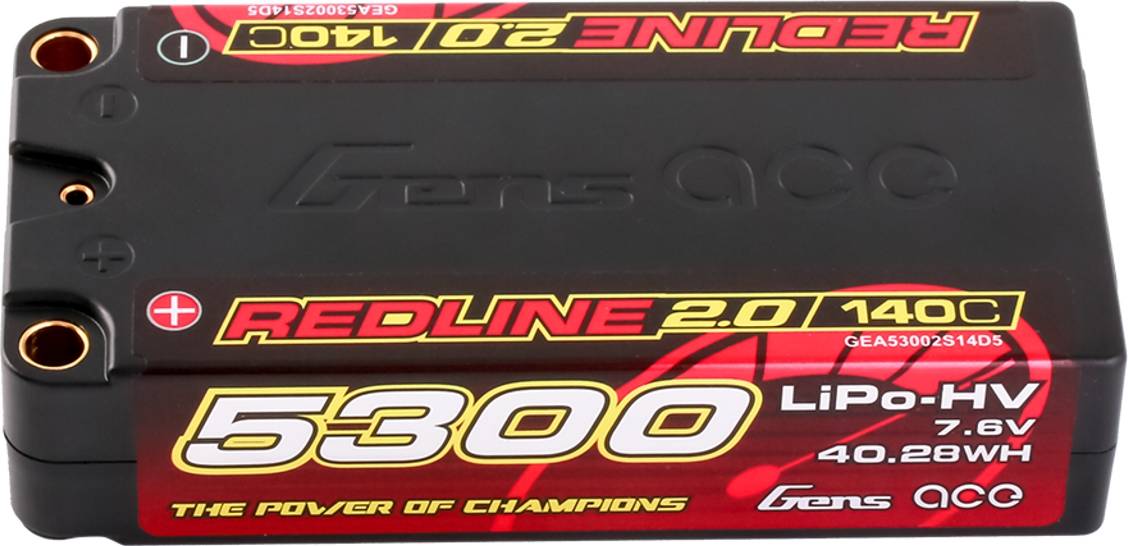 GEA53002S14D5
REDLINE 2.0/140C
Gens ace
REDLINE 2.0/140C
GEA53002S14D5
5300
LiPo-HV
7.6V
40.28WH
THE POWER OF CHAMPIONS
Gens ace